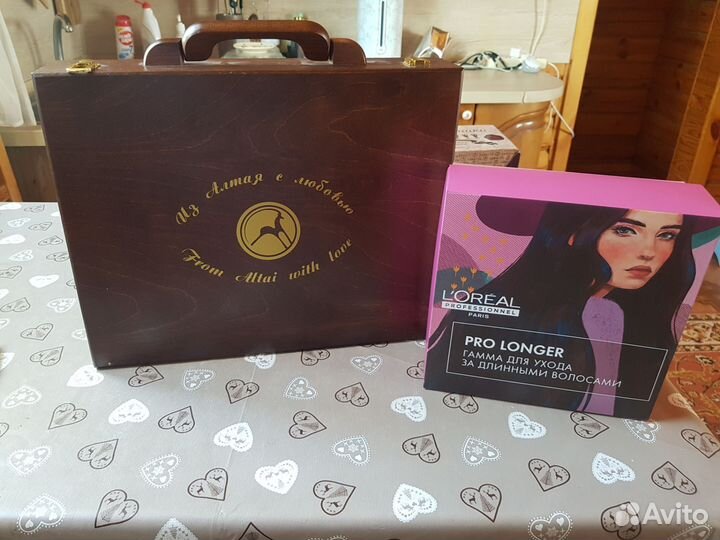 Из Алтая с любовью
From Altai with love
L'ORÉAL
PROFESSIONNEL
PARIS
PRO LONGER
ГАММА ДЛЯ УХОДА
ЗА ДЛИННЫМИ ВОЛОСАМИ
Avito